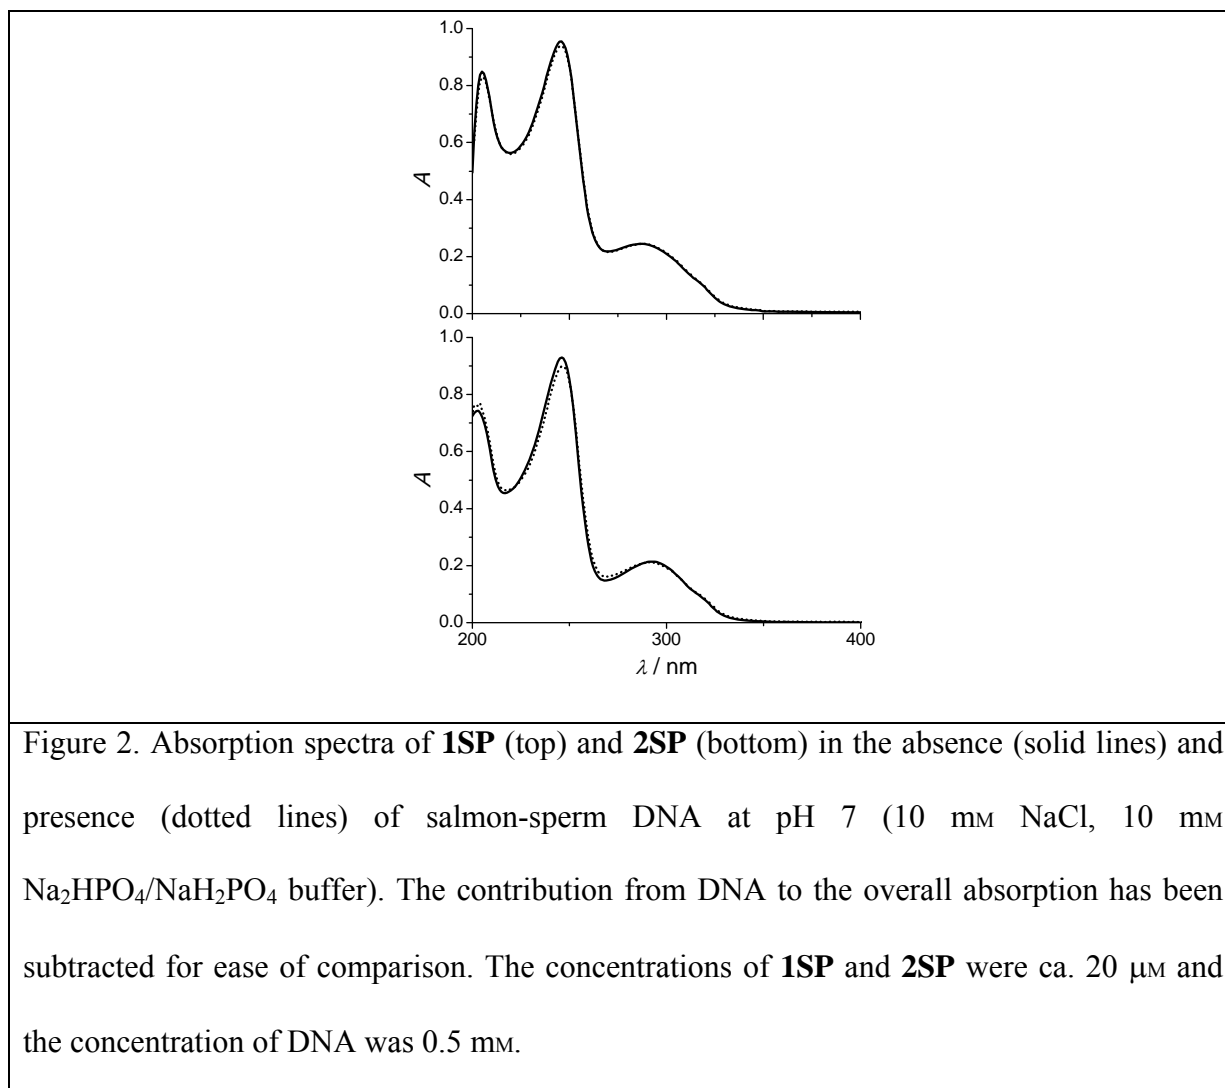 1.0
0.8
0.6
A
0.4
0.2
0.0
1.0
0.8
0.6
A
0.4
0.2
0.0
200 300 400
λ / nm
Figure 2. Absorption spectra of 1SP (top) and 2SP (bottom) in the absence (solid lines) and
presence (dotted lines) of salmon-sperm DNA at pH 7 (10 mM NaCl, 10 mM
Na₂HPO₄/NaH₂PO₄ buffer). The contribution from DNA to the overall absorption has been
subtracted for ease of comparison. The concentrations of 1SP and 2SP were ca. 20 μM and
the concentration of DNA was 0.5 mM.